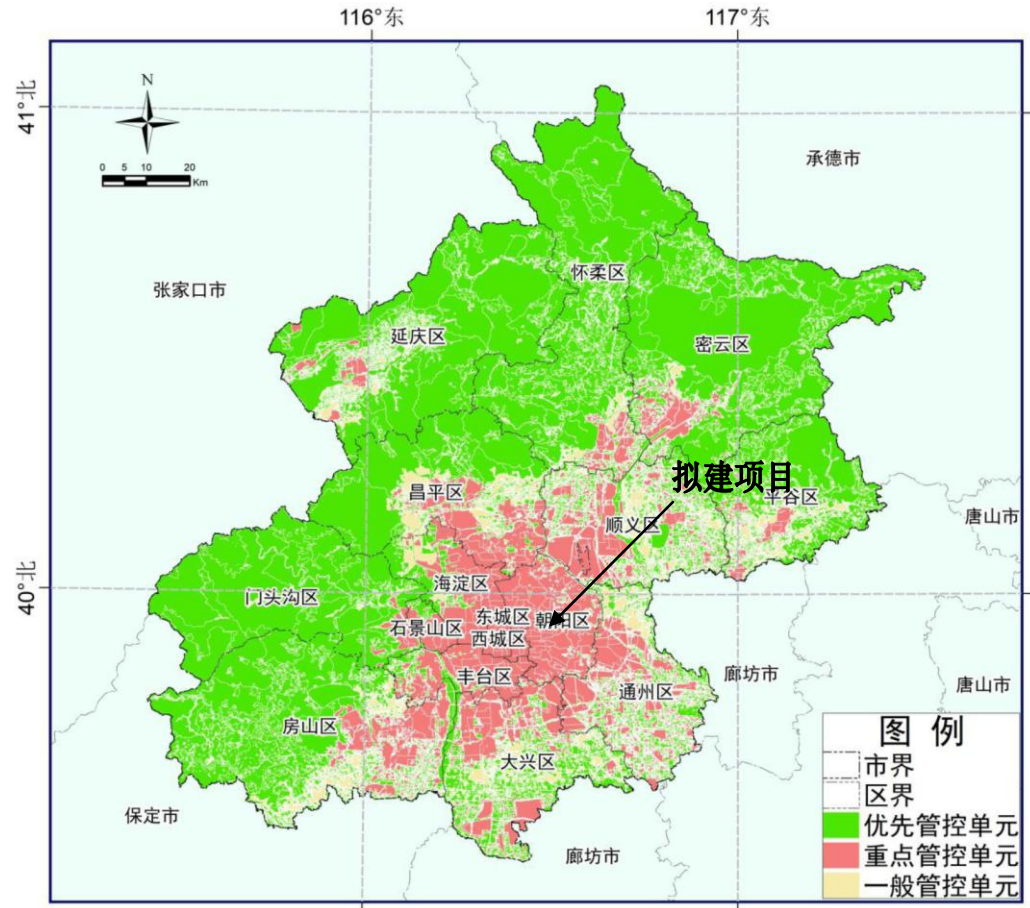 116°东
117°东
41°北
N
0 5 10 20
Km
承德市
怀柔区
张家口市
延庆区
密云区
拟建项目
昌平区
平谷区
唐山市
顺义区
40°北
海淀区
门头沟区
东城区
朝阳区
石景山区
西城区
丰台区
廊坊市
通州区
唐山市
房山区
大兴区
保定市
廊坊市
图 例
市界
区界
优先管控单元
重点管控单元
一般管控单元